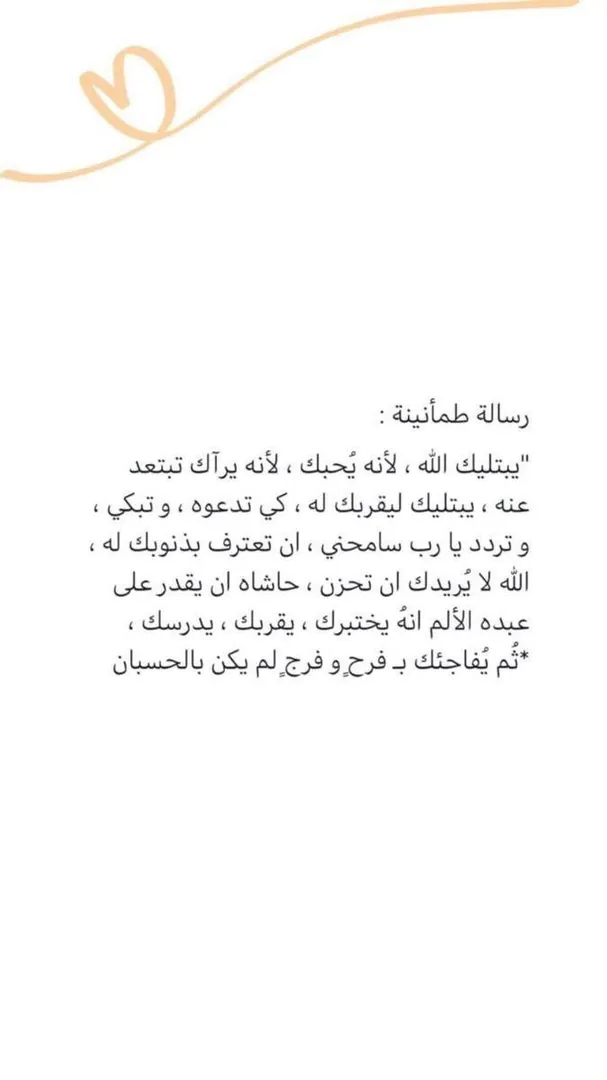 رسالة طمأنينة :
"يبتليك الله ، لأنه يُحبك ، لأنه يرآك تبتعد
عنه ، يبتليك ليقربك له ، كي تدعوه ، و تبكي ،
و تردد يا رب سامحني ، ان تعترف بذنوبك له ،
الله لا يُريدك ان تحزن ، حاشاه ان يقدر على
عبده الألم انهُ يختبرك ، يقربك ، يدرسك ،
*ثُم يُفاجئك بـ فرحٍ و فرجٍ لم يكن بالحسبان